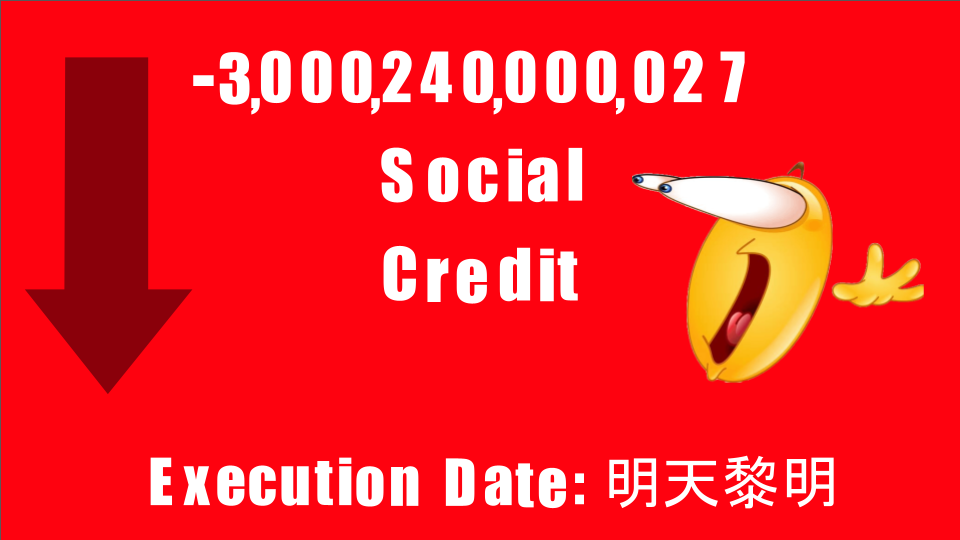 -3,000,240,000,027
Social
Credit
Execution Date: 明天黎明